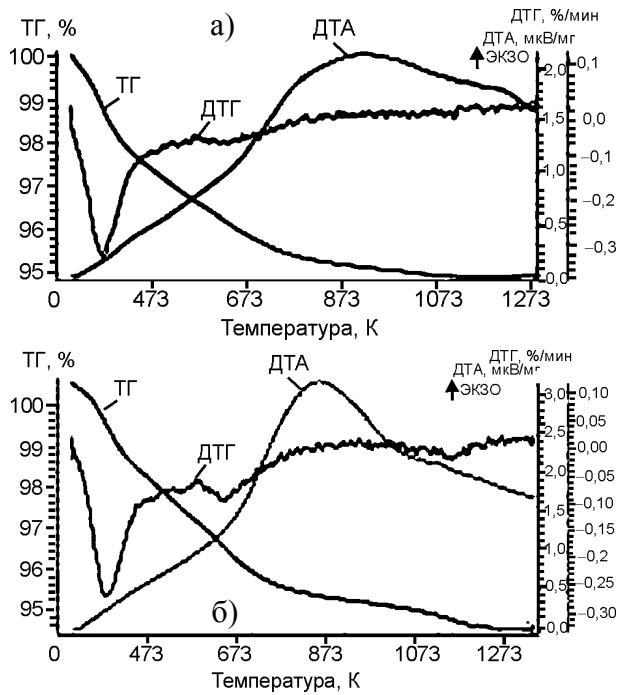 ТГ, %
а)
ДТА
ДТГ, %/мин
ДТА, мкВ/мг
ЭКЗО
ТГ
ДТГ
100
99
98
97
96
95
2,0
1,5
1,0
0,5
0,0
0,1
0,0
–0,1
–0,2
–0,3
0 473 673 873 1073 1273
Температура, К
ТГ, %
ДТА
ДТГ, %/мин
ДТА, мкВ/мг
ЭКЗО
ТГ
ДТГ
100
99
98
97
96
95
3,0
2,5
2,0
1,5
1,0
0,5
0,0
0,10
0,05
0,00
–0,05
–0,10
–0,15
–0,2
–0,25
–0,30
б)
0 473 673 873 1073 1273
Температура, К